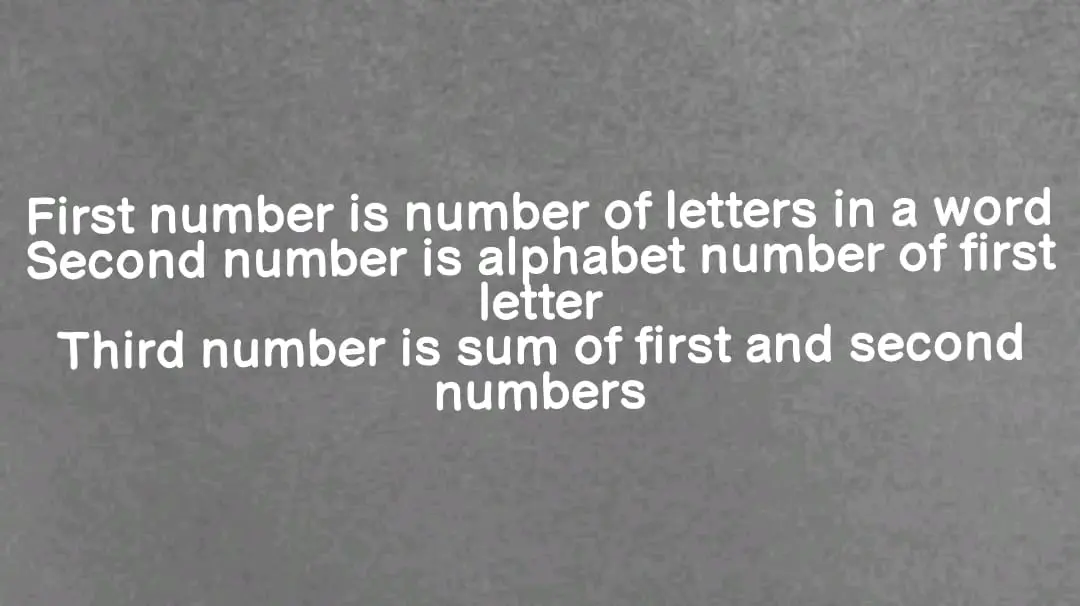 First number is number of letters in a word
Second number is alphabet number of first
letter
Third number is sum of first and second
numbers